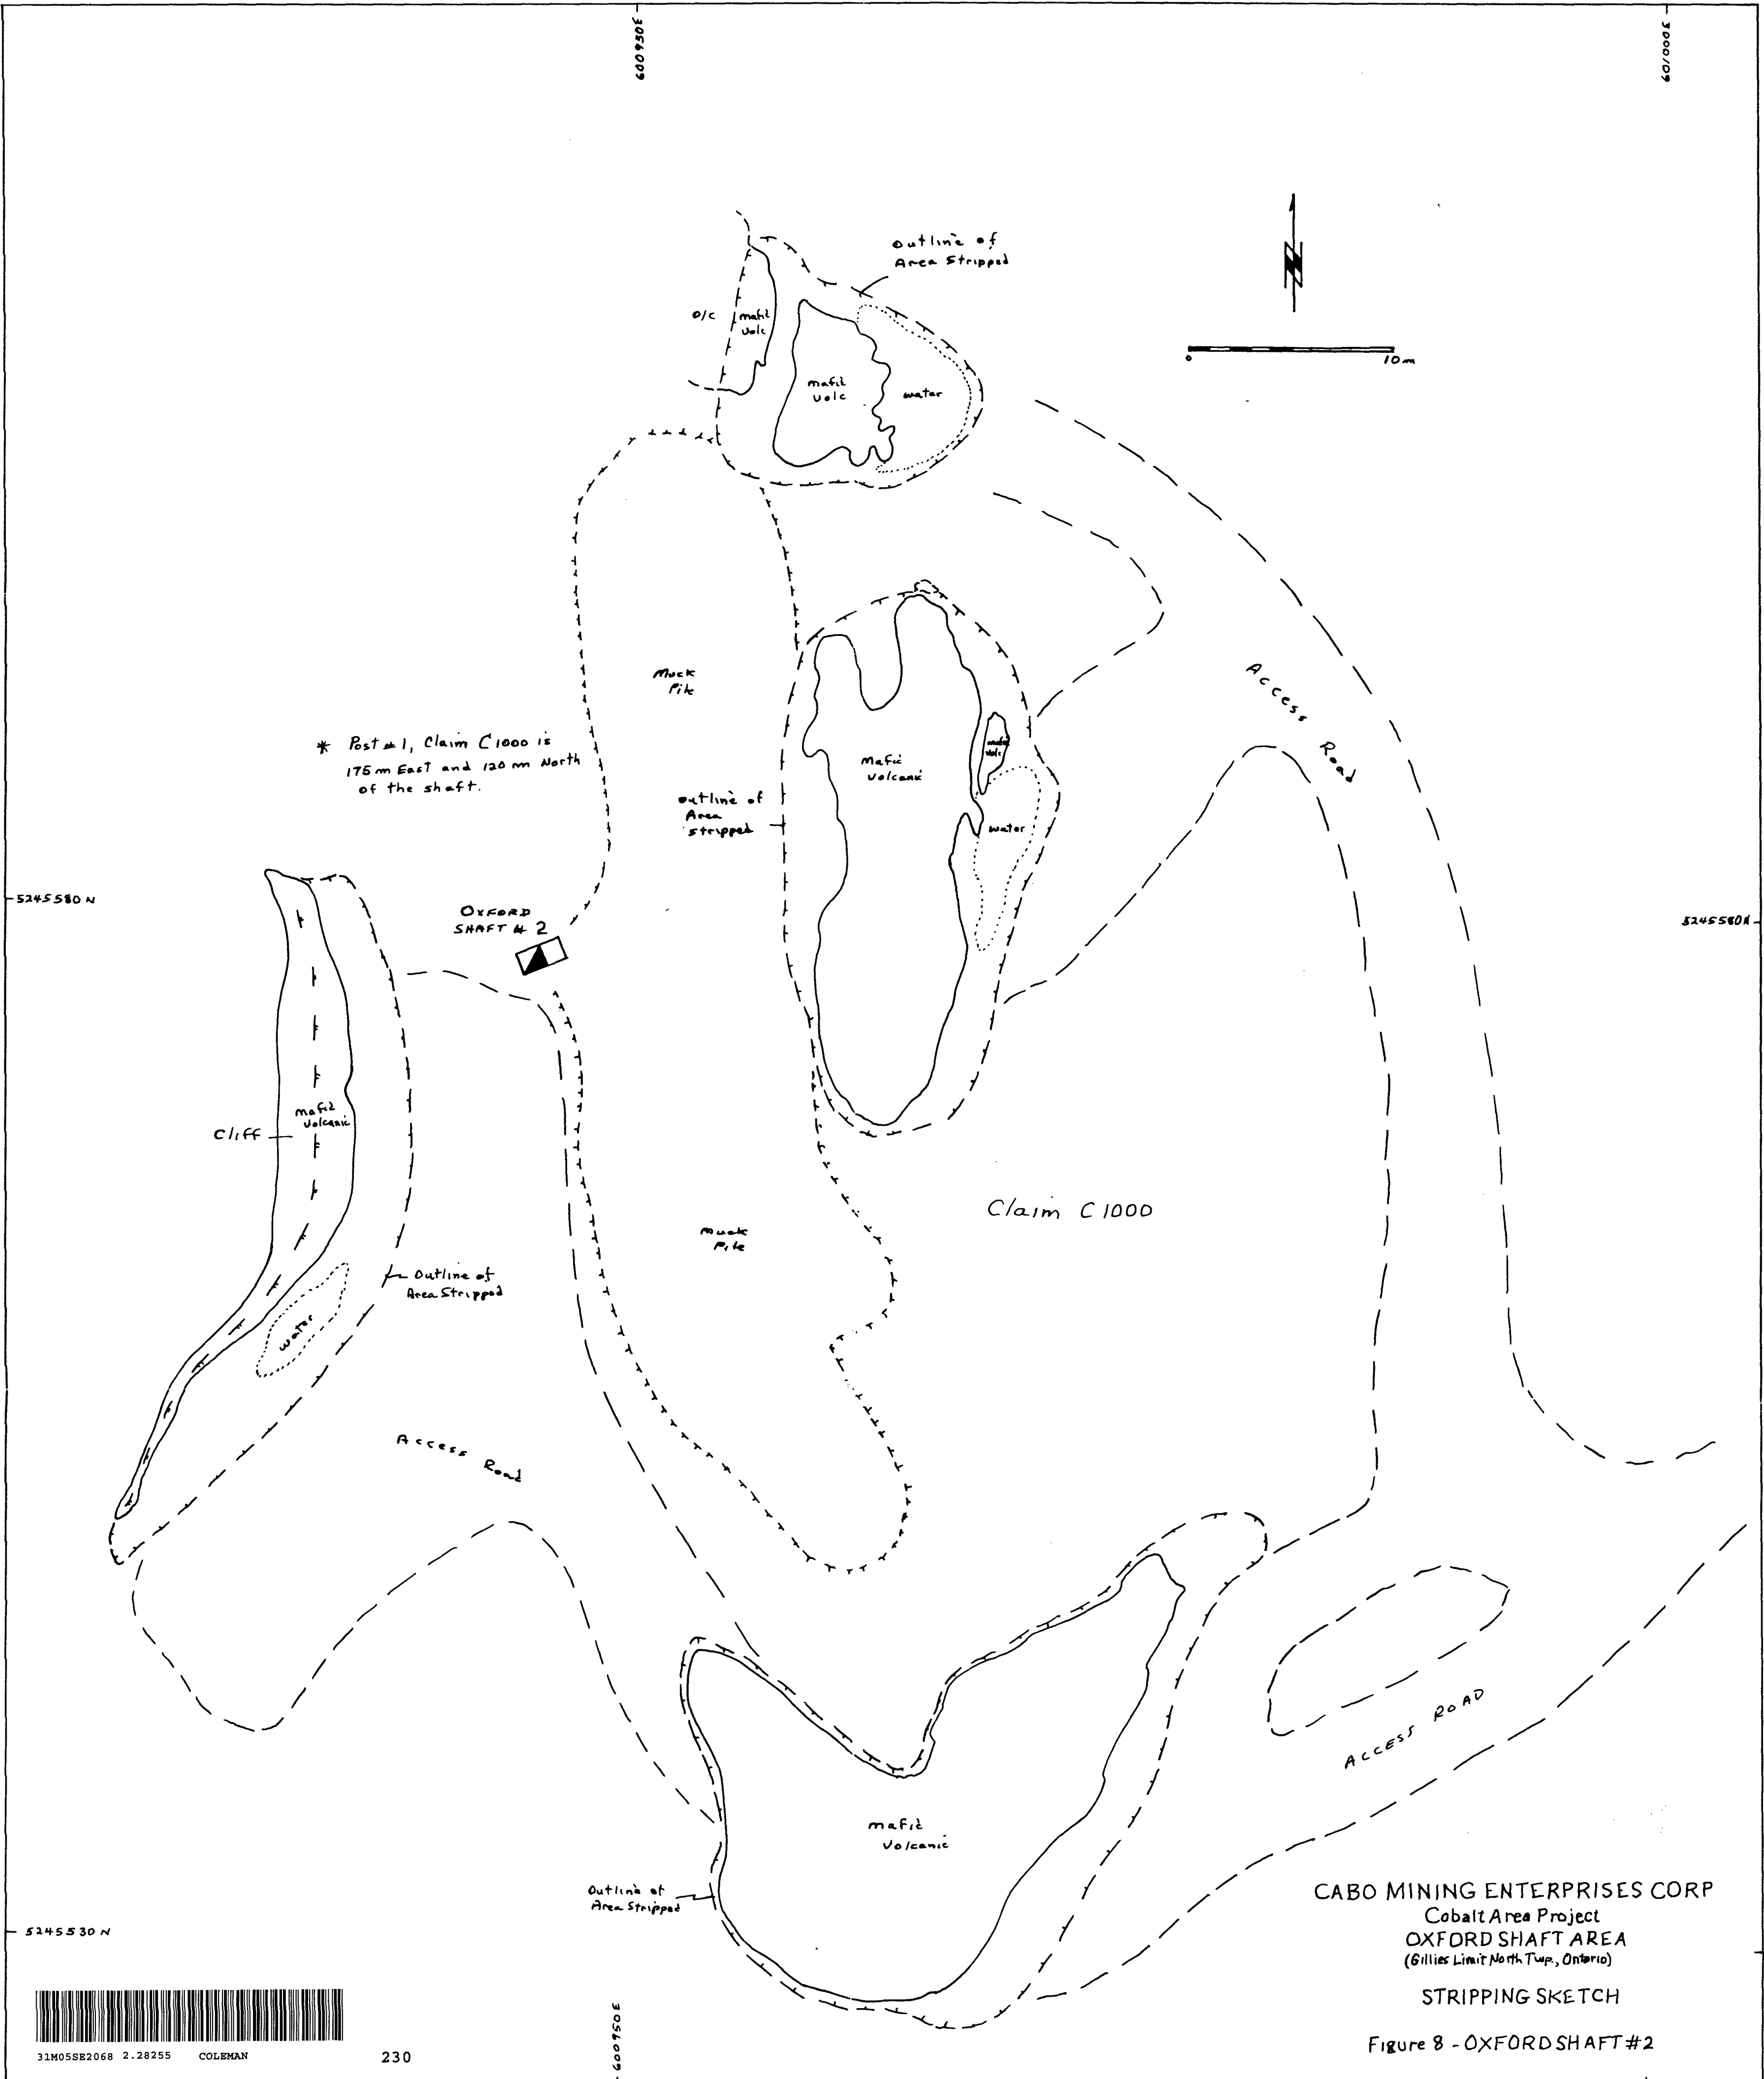 600950E
601000E
Outline of
Area Stripped
O/C
mafic
volc
mafic
volc
water
0
10m
Muck
Pile
Access
Road
* Post #1, Claim C1000 is
175 m East and 120 m North
of the shaft.
Mafic
Volcanic
mafic
volc
Outline of
Area
stripped
water
5245580 N
5245580N
OXFORD
SHAFT # 2
mafic
Volcanic
Cliff
Claim C1000
Muck
Pile
Outline of
Area Stripped
water
Access
Road
ACCESS ROAD
mafic
Volcanic
Outline of
Area Stripped
5245530 N
CABO MINING ENTERPRISES CORP
Cobalt Area Project
OXFORD SHAFT AREA
(Gillies Limit North Twp., Ontario)
STRIPPING SKETCH
Figure 8 - OXFORD SHAFT #2
31M05SE2068 2.28255 COLEMAN
230
600950E